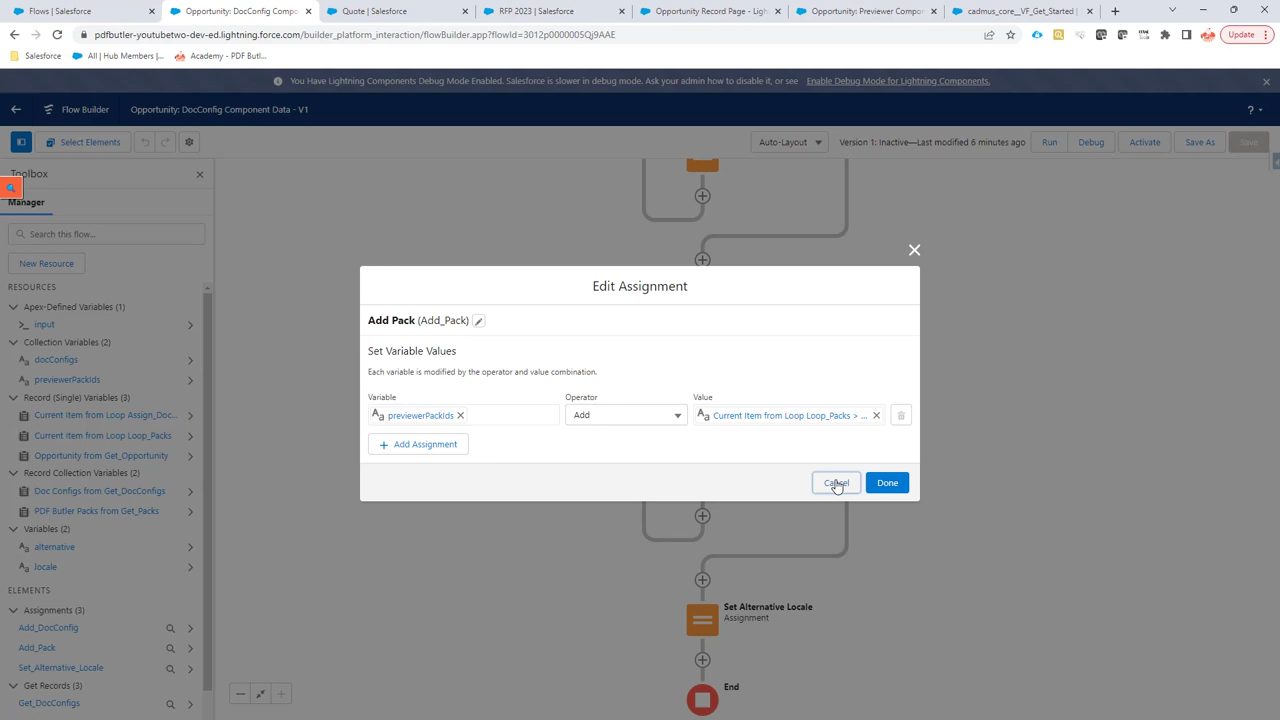 Flows | Salesforce
Opportunity: DocConfig Compo
Quote | Salesforce
RFP 2023 | Salesforce
Opportunity Record Page - Ligh
Opportunity: Previewer Compon
cadmus_core__VF_Get_Started |
pdfbutler-youtubetwo-dev-ed.lightning.force.com/builder_platform_interaction/flowBuilder.app?flowId=3012p0000005Qj9AAE
Update
Salesforce
All | Hub Members |...
Academy - PDF Butl...
You Have Lightning Components Debug Mode Enabled. Salesforce is slower in debug mode. Ask your admin how to disable it, or see Enable Debug Mode for Lightning Components.
Flow Builder
Opportunity: DocConfig Component Data - V1
?
Select Elements
Auto-Layout
Version 1: Inactive—Last modified 6 minutes ago
Run
Debug
Activate
Save As
Save
Toolbox
Manager
Search this flow...
New Resource
RESOURCES
Apex-Defined Variables (1)
input
Collection Variables (2)
docConfigs
previewerPackIds
Record (Single) Variables (3)
Current Item from Loop Assign_Doc...
Current Item from Loop Loop_Packs
Opportunity from Get_Opportunity
Record Collection Variables (2)
Doc Configs from Get_DocConfigs
PDF Butler Packs from Get_Packs
Variables (2)
alternative
locale
ELEMENTS
Assignments (3)
Add_DocConfig
Add_Pack
Set_Alternative_Locale
Get Records (3)
Get_DocConfigs
Edit Assignment
Add Pack (Add_Pack)
Set Variable Values
Each variable is modified by the operator and value combination.
Variable
Operator
Value
previewerPackIds
Add
Current Item from Loop Loop_Packs > ...
Add Assignment
Cancel
Done
Set Alternative Locale
Assignment
End